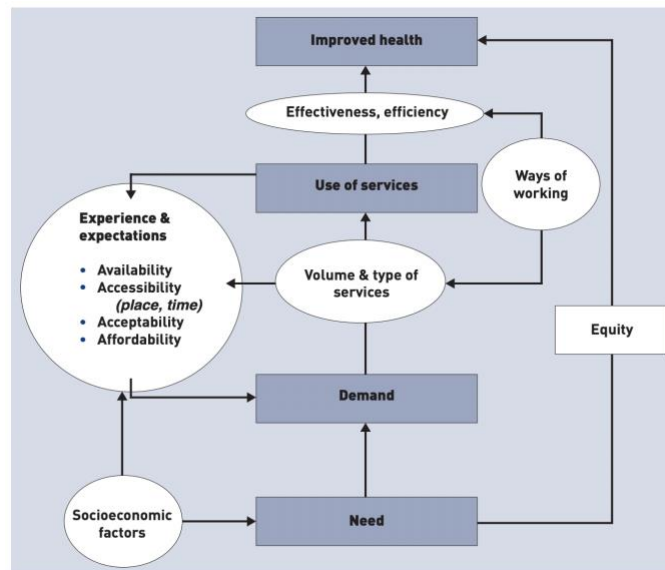 Improved health
Effectiveness, efficiency
Use of services
Ways of
working
Experience &
expectations
• Availability
• Accessibility
(place, time)
• Acceptability
• Affordability
Volume & type of
services
Equity
Demand
Socioeconomic
factors
Need